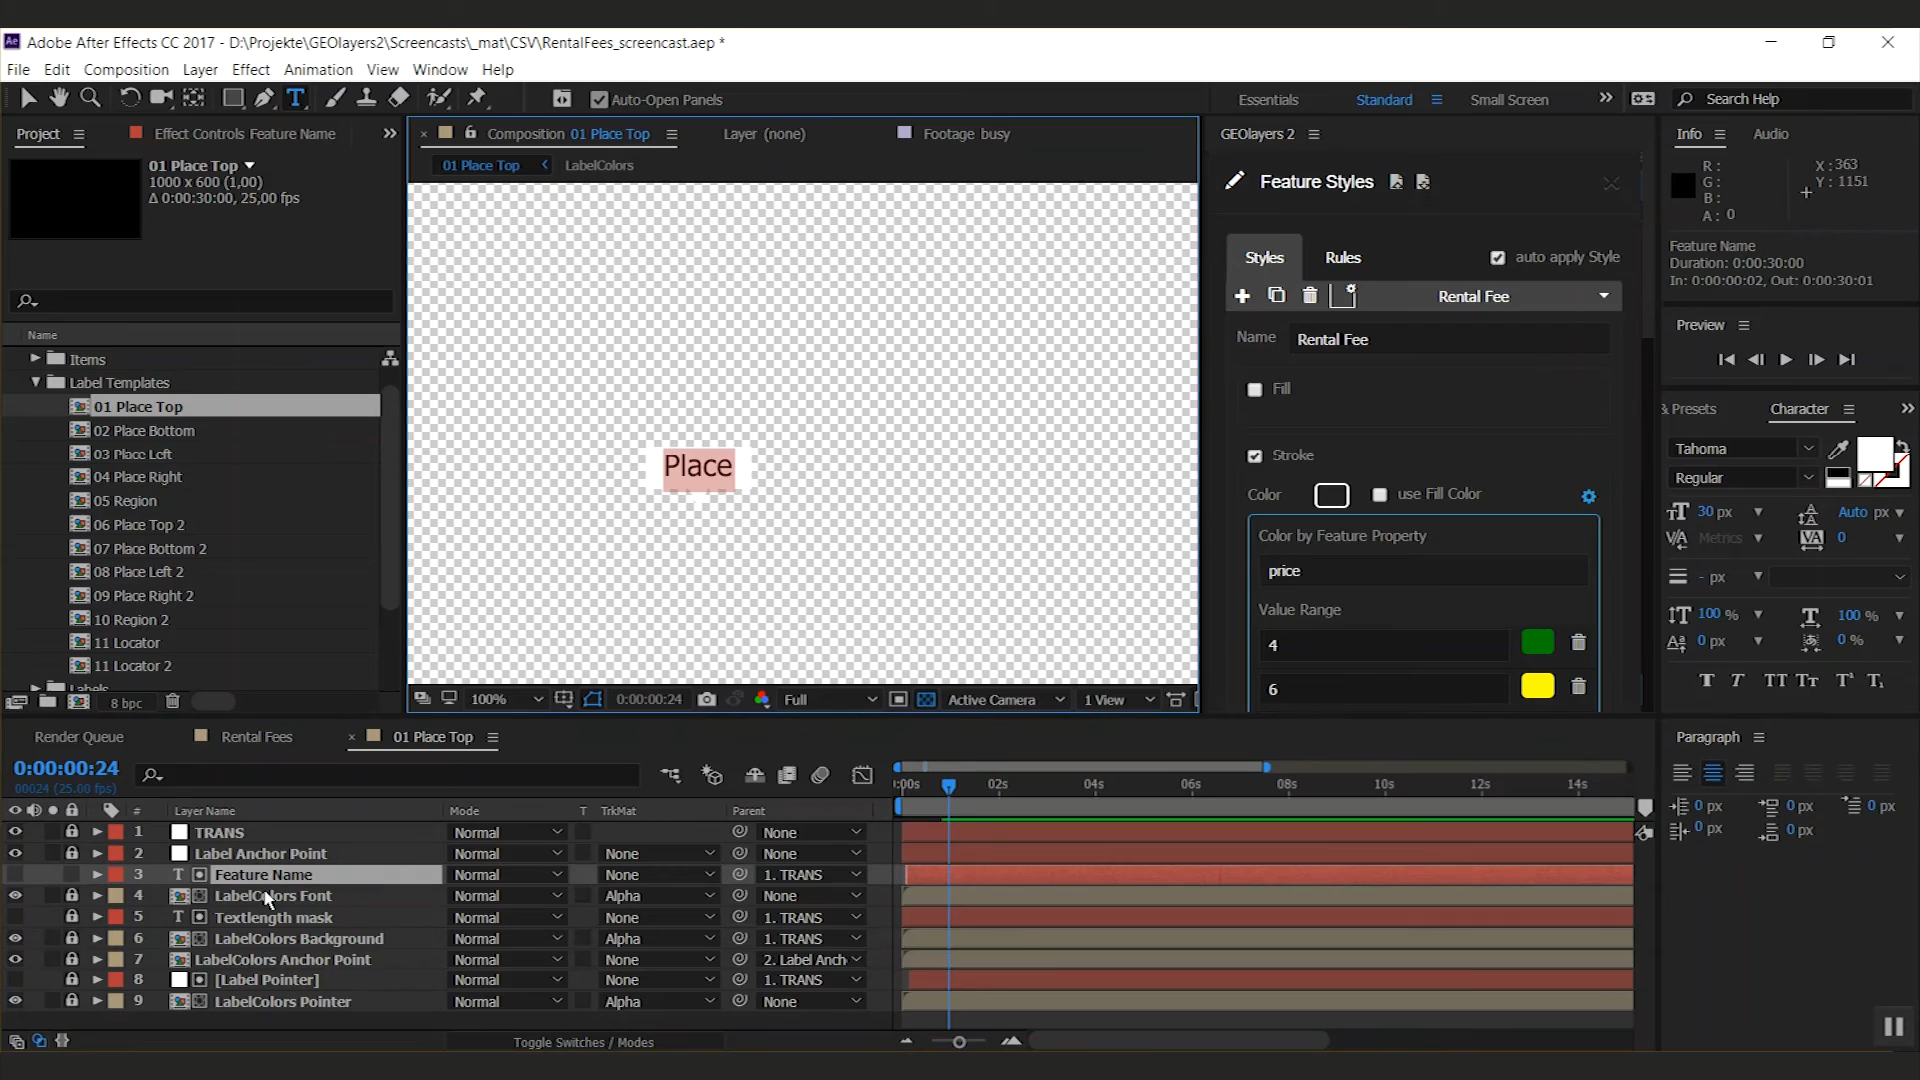 Adobe After Effects CC 2017 - D:\Projekte\GEOlayers2\Screencasts\_mat\CSV\RentalFees_screencast.aep *
File Edit Composition Layer Effect Animation View Window Help
Auto-Open Panels
Essentials Standard Small Screen Search Help
Project Effect Controls Feature Name
Composition 01 Place Top Layer (none) Footage busy
GEOlayers 2
Info Audio
01 Place Top
1000 x 600 (1,00)
Δ 0:00:30:00, 25,00 fps
01 Place Top LabelColors
Feature Styles
R :
G :
B :
A : 0
X : 363
Y : 1151
Feature Name
Duration: 0:00:30:00
In: 0:00:00:02, Out: 0:00:30:01
Styles Rules auto apply Style
Rental Fee
Name Rental Fee
Fill
Stroke
Color use Fill Color
Color by Feature Property
price
Value Range
4
6
Preview
& Presets Character
Tahoma
Regular
30 px Auto px
Metrics 0
- px
100 % 100 %
0 px 0 %
Name
Items
Label Templates
01 Place Top
02 Place Bottom
03 Place Left
04 Place Right
05 Region
06 Place Top 2
07 Place Bottom 2
08 Place Left 2
09 Place Right 2
10 Region 2
11 Locator
11 Locator 2
Labels
8 bpc
Place
100% 0:00:00:24 Full Active Camera 1 View
Render Queue Rental Fees 01 Place Top
0:00:00:24
00024 (25.00 fps)
:00s 02s 04s 06s 08s 10s 12s 14s
# Layer Name Mode T TrkMat Parent
1 TRANS Normal None
2 Label Anchor Point Normal None None
3 Feature Name Normal None 1. TRANS
4 LabelColors Font Normal Alpha None
5 Textlength mask Normal None 1. TRANS
6 LabelColors Background Normal Alpha 1. TRANS
7 LabelColors Anchor Point Normal None 2. Label Anch
8 [Label Pointer] Normal None 1. TRANS
9 LabelColors Pointer Normal Alpha None
Toggle Switches / Modes
Paragraph
0 px 0 px 0 px
0 px 0 px